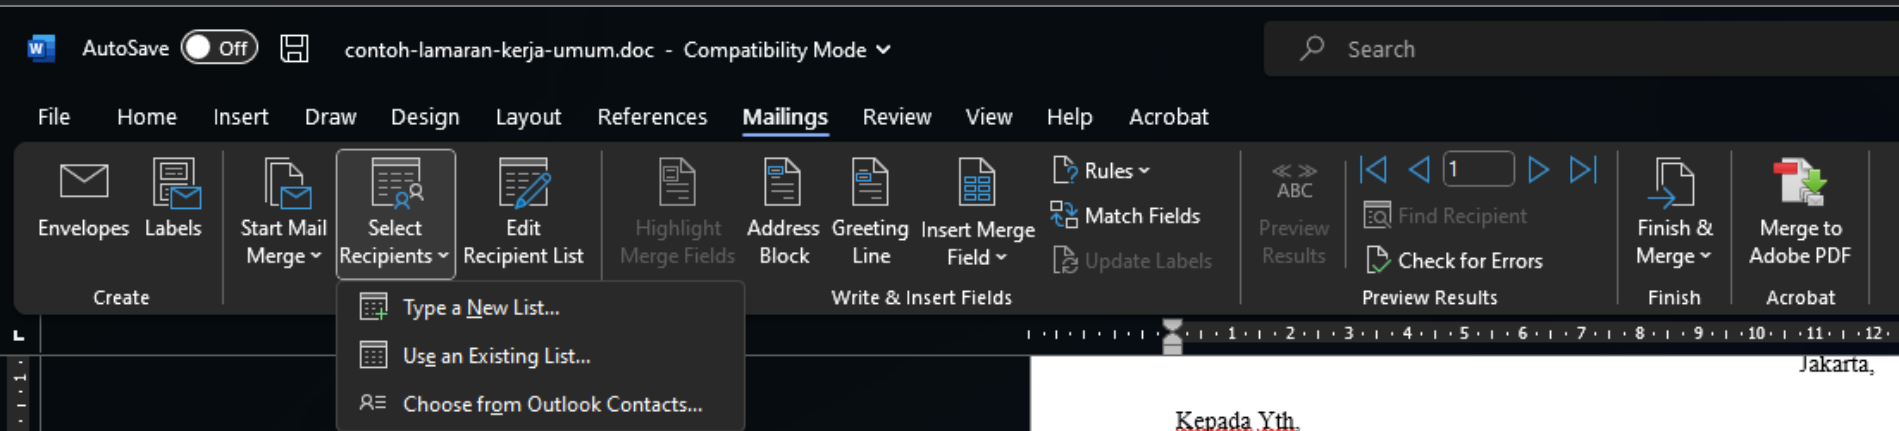 W AutoSave Off contoh-lamaran-kerja-umum.doc - Compatibility Mode Search
File Home Insert Draw Design Layout References Mailings Review View Help Acrobat
Envelopes
Labels
Create
Start Mail
Merge
Select
Recipients
Edit
Recipient List
Type a New List...
Use an Existing List...
Choose from Outlook Contacts...
Highlight
Merge Fields
Address
Block
Greeting
Line
Insert Merge
Field
Rules
Match Fields
Update Labels
Write & Insert Fields
ABC
Preview
Results
1
Find Recipient
Check for Errors
Preview Results
Finish &
Merge
Finish
Merge to
Adobe PDF
Acrobat
1 2 3 4 5 6 7 8 9 10 11 12
1
Jakarta,
Kepada Yth,